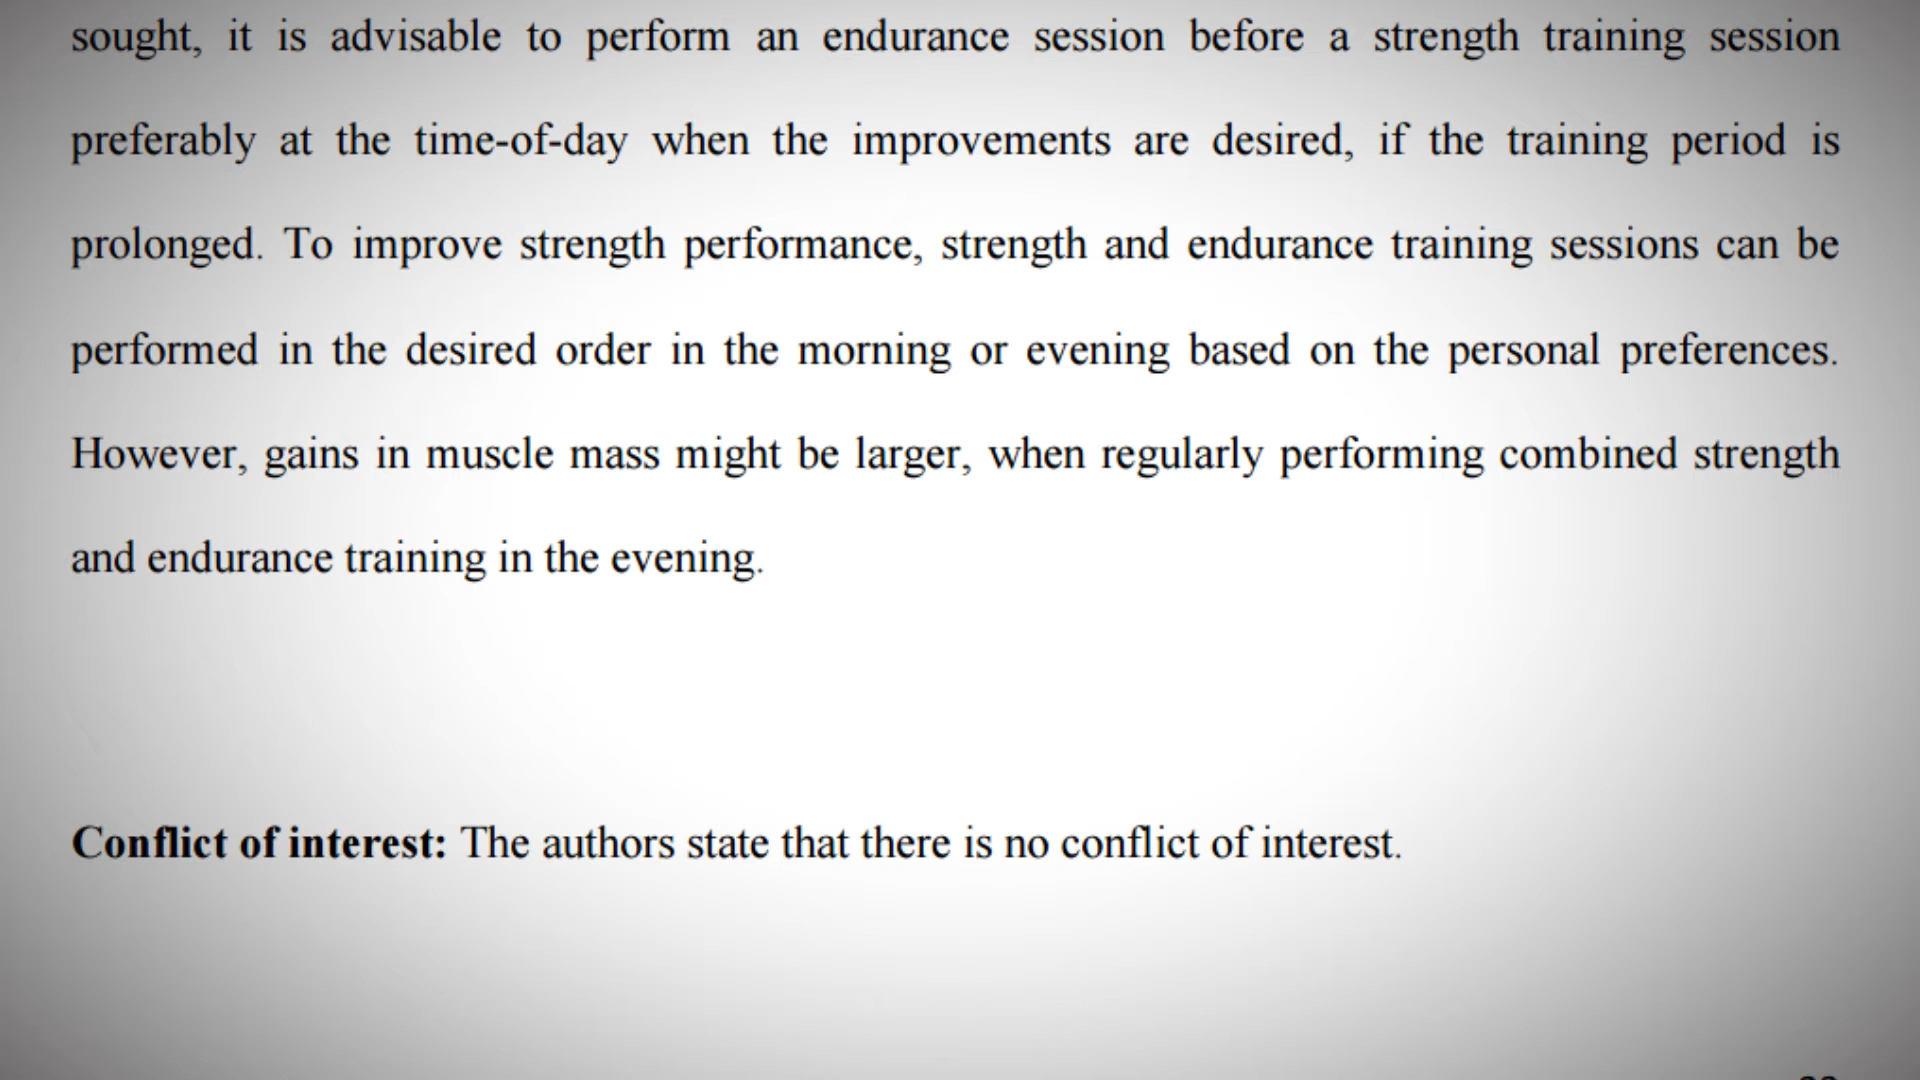 sought, it is advisable to perform an endurance session before a strength training session
preferably at the time-of-day when the improvements are desired, if the training period is
prolonged. To improve strength performance, strength and endurance training sessions can be
performed in the desired order in the morning or evening based on the personal preferences.
However, gains in muscle mass might be larger, when regularly performing combined strength
and endurance training in the evening.
Conflict of interest: The authors state that there is no conflict of interest.